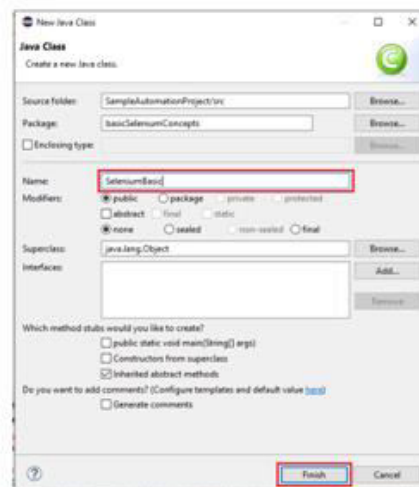 New Java Class
Java Class
Create a new Java class.
Source folder: SampleAutomationProject/src Browse...
Package: basicSeleniumConcepts Browse...
Enclosing type: Browse...
Name: SeleniumBasic
Modifiers: public package private protected
abstract final static
none sealed non-sealed final
Superclass: java.lang.Object Browse...
Interfaces: Add...
Remove
Which method stubs would you like to create?
public static void main(String[] args)
Constructors from superclass
Inherited abstract methods
Do you want to add comments? (Configure templates and default value here)
Generate comments
Finish Cancel